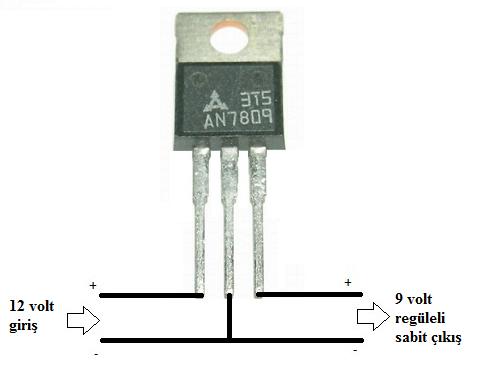 3T5
AN7809
+
+
12 volt
giriş
9 volt
regüleli
sabit çıkış
-
-